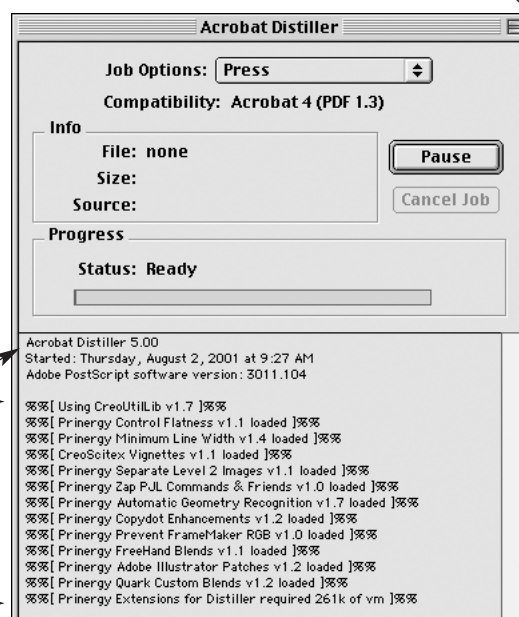 Acrobat Distiller
Job Options: Press
Compatibility: Acrobat 4 (PDF 1.3)
Info
File: none
Size:
Source:
Pause
Cancel Job
Progress
Status: Ready
Acrobat Distiller 5.00
Started: Thursday, August 2, 2001 at 9:27 AM
Adobe PostScript software version: 3011.104
%%[ Using CreoUtilLib v1.7 ]%%
%%[ Prinergy Control Flatness v1.1 loaded ]%%
%%[ Prinergy Minimum Line Width v1.4 loaded ]%%
%%[ CreoScitex Vignettes v1.1 loaded ]%%
%%[ Prinergy Separate Level 2 Images v1.1 loaded ]%%
%%[ Prinergy Zap PJL Commands & Friends v1.0 loaded ]%%
%%[ Prinergy Automatic Geometry Recognition v1.7 loaded ]%%
%%[ Prinergy Copydot Enhancements v1.2 loaded ]%%
%%[ Prinergy Prevent FrameMaker RGB v1.0 loaded ]%%
%%[ Prinergy FreeHand Blends v1.1 loaded ]%%
%%[ Prinergy Adobe Illustrator Patches v1.2 loaded ]%%
%%[ Prinergy Quark Custom Blends v1.2 loaded ]%%
%%[ Prinergy Extensions for Distiller required 261k of vm ]%%